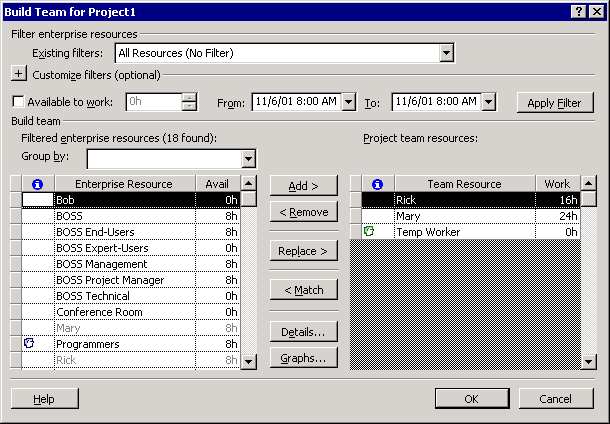 Build Team for Project1
Filter enterprise resources
Existing filters: All Resources (No Filter)
+ Customize filters (optional)
Available to work: 0h From: 11/6/01 8:00 AM To: 11/6/01 8:00 AM Apply Filter
Build team
Filtered enterprise resources (18 found):
Group by:
Enterprise Resource Avail
Bob 0h
BOSS 8h
BOSS End-Users 8h
BOSS Expert-Users 0h
BOSS Management 8h
BOSS Project Manager 8h
BOSS Technical 0h
Conference Room 0h
Mary 8h
Programmers 8h
Rick 8h
Add >
< Remove
Replace >
< Match
Details...
Graphs...
Project team resources:
Team Resource Work
Rick 16h
Mary 24h
Temp Worker 0h
Help OK Cancel